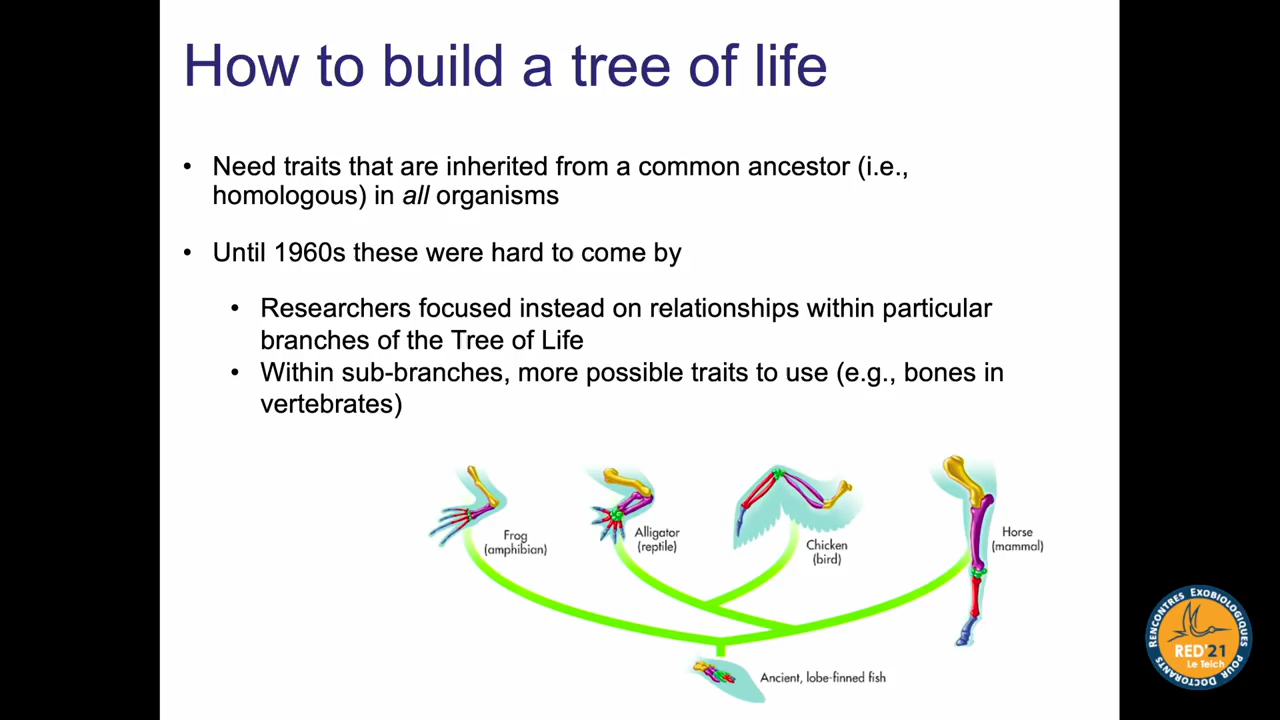 How to build a tree of life
• Need traits that are inherited from a common ancestor (i.e.,
homologous) in all organisms
• Until 1960s these were hard to come by
• Researchers focused instead on relationships within particular
branches of the Tree of Life
• Within sub-branches, more possible traits to use (e.g., bones in
vertebrates)
Frog
(amphibian)
Alligator
(reptile)
Chicken
(bird)
Horse
(mammal)
Ancient, lobe-finned fish
RENCONTRES EXOBIOLOGIQUES POUR DOCTORANTS
RED'21
Le Teich